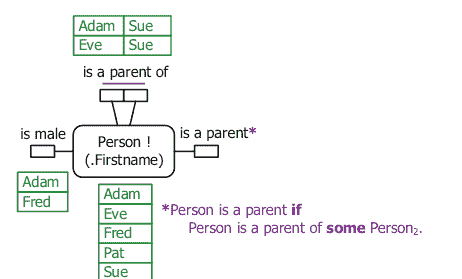 Adam Sue
Eve Sue
is a parent of
is male
Person !
(.Firstname)
is a parent*
Adam
Fred
Adam
Eve
Fred
Pat
Sue
*Person is a parent if
Person is a parent of some Person₂.